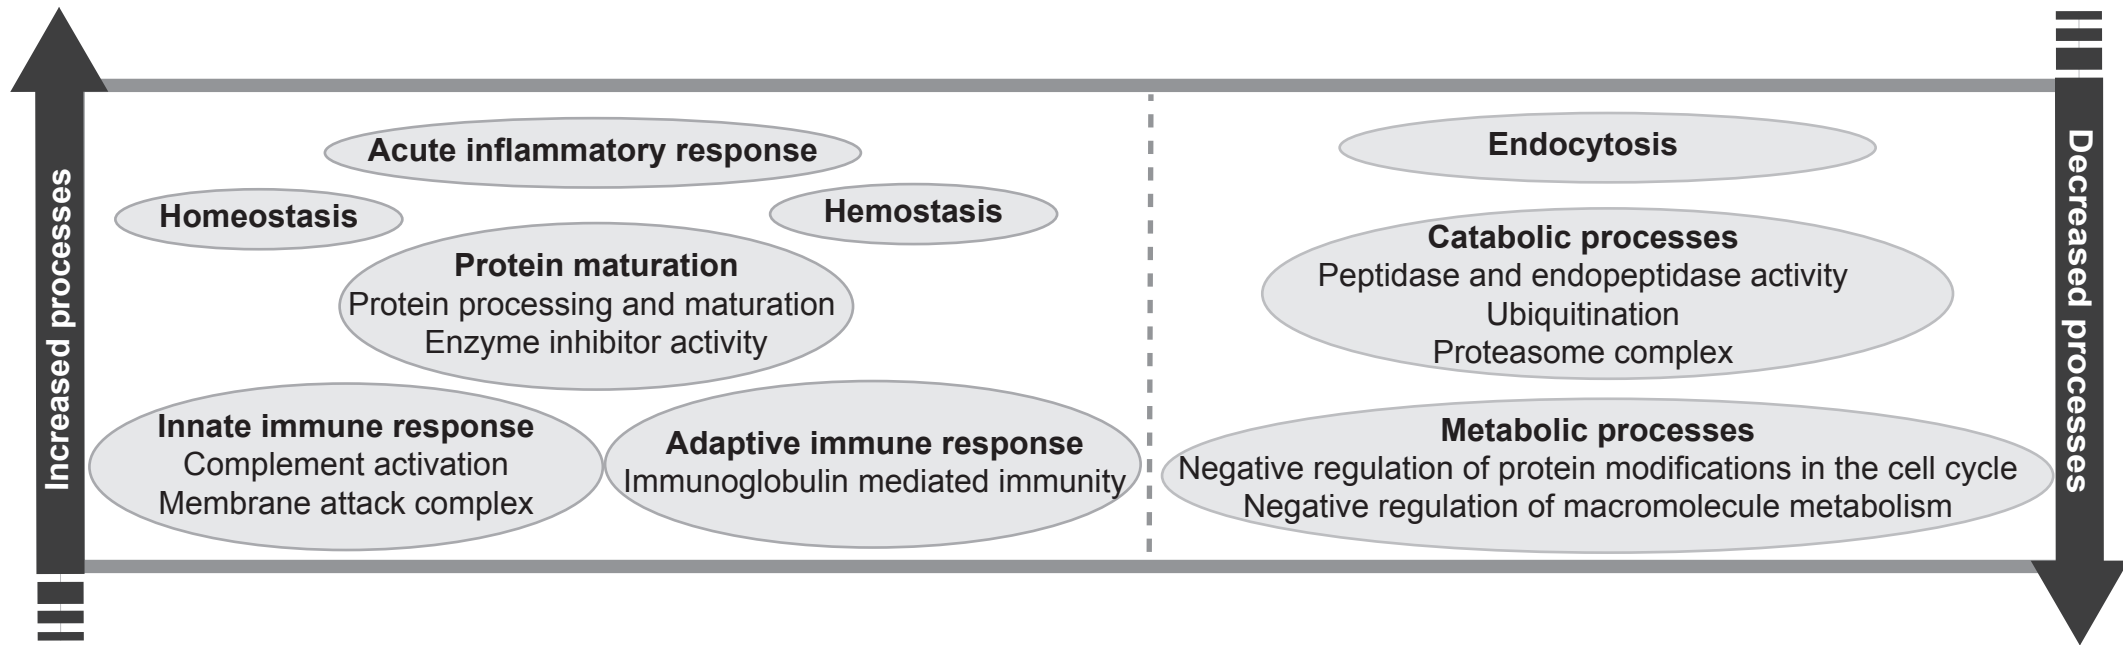 Increased processes
Acute inflammatory response
Homeostasis
Hemostasis
Protein maturation
Protein processing and maturation
Enzyme inhibitor activity
Innate immune response
Complement activation
Membrane attack complex
Adaptive immune response
Immunoglobulin mediated immunity
Endocytosis
Catabolic processes
Peptidase and endopeptidase activity
Ubiquitination
Proteasome complex
Metabolic processes
Negative regulation of protein modifications in the cell cycle
Negative regulation of macromolecule metabolism
Decreased processes